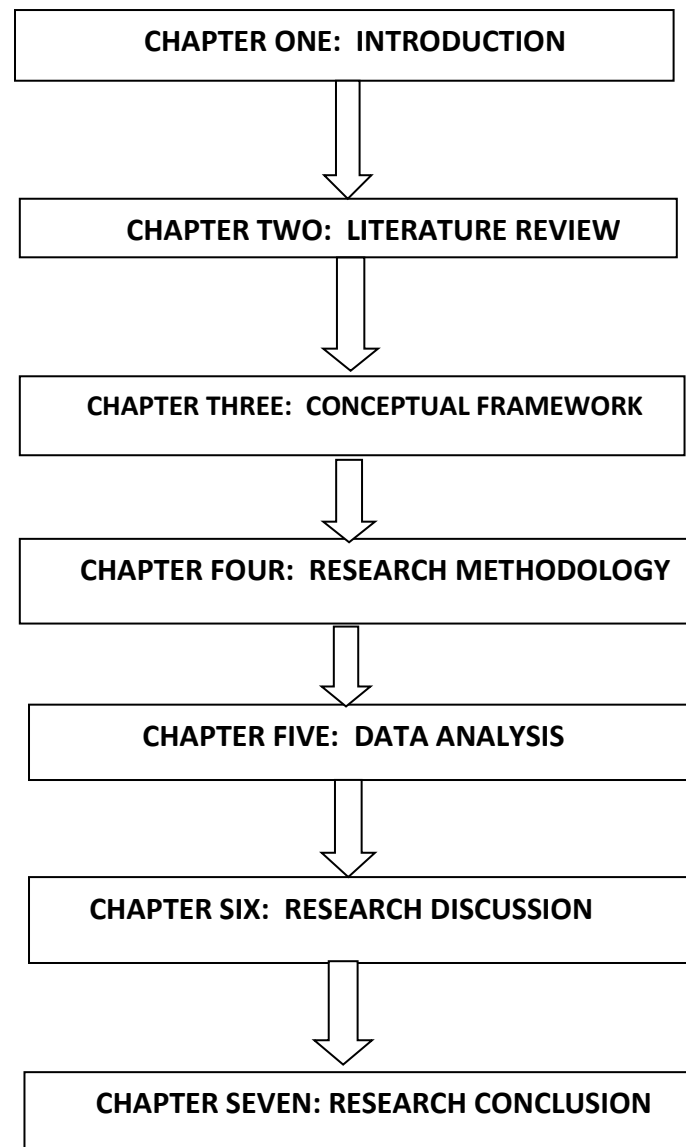 CHAPTER ONE:  INTRODUCTION
CHAPTER TWO:  LITERATURE REVIEW
CHAPTER THREE:  CONCEPTUAL FRAMEWORK
CHAPTER FOUR:  RESEARCH METHODOLOGY
CHAPTER FIVE:  DATA ANALYSIS
CHAPTER SIX:  RESEARCH DISCUSSION
CHAPTER SEVEN: RESEARCH CONCLUSION